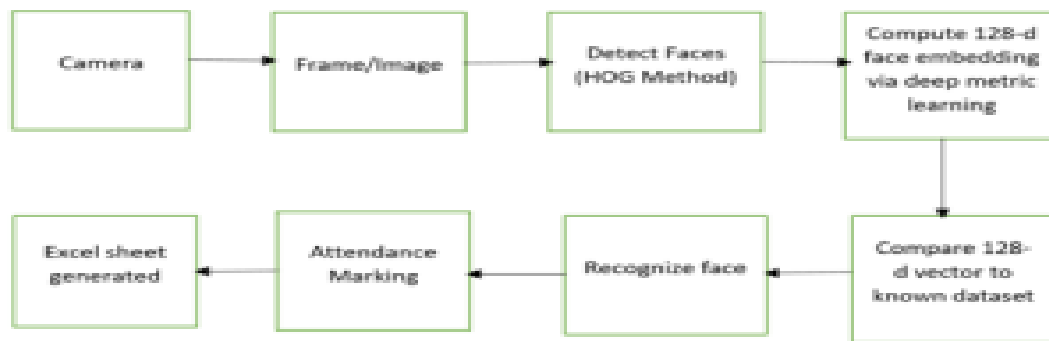 Camera
Frame/Image
Detect Faces
(HOG Method)
Compute 128-d
face embedding
via deep metric
learning
Compare 128-
d vector to
known dataset
Recognize face
Attendance
Marking
Excel sheet
generated